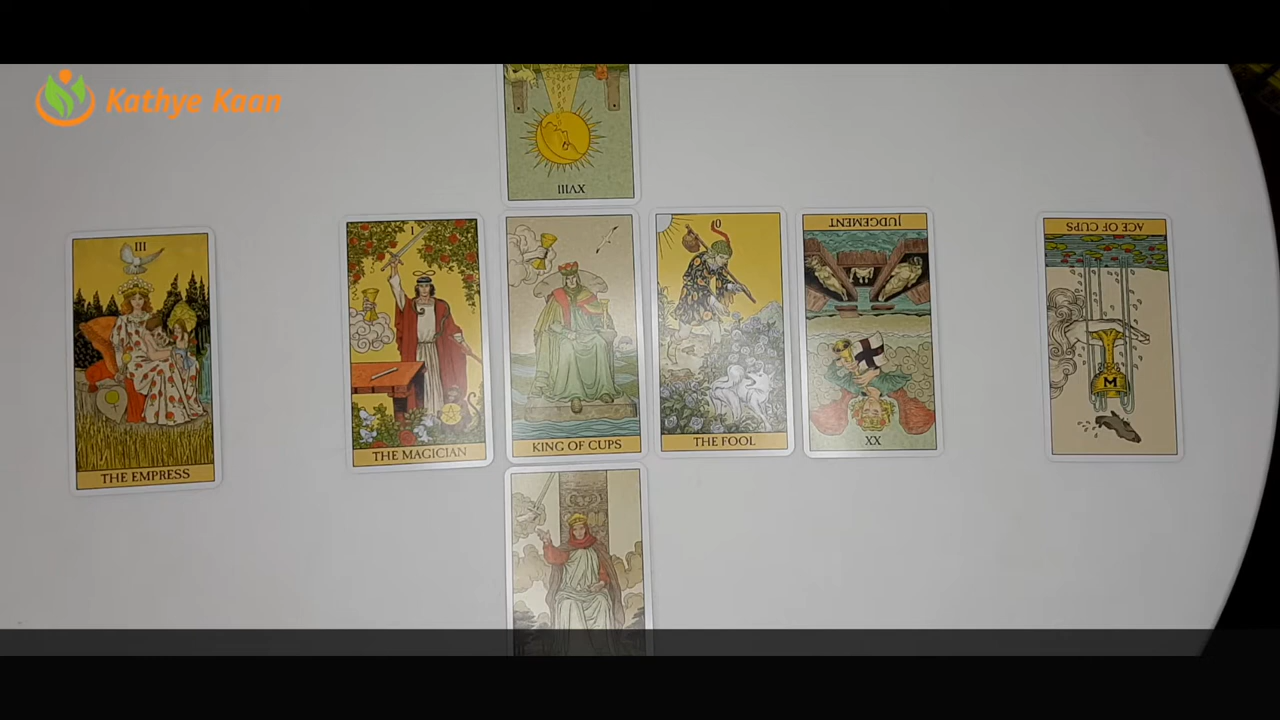 Kathye Kaan
XVIII
III
THE EMPRESS
I
THE MAGICIAN
KING OF CUPS
0
THE FOOL
JUDGEMENT
XX
ACE OF CUPS
M